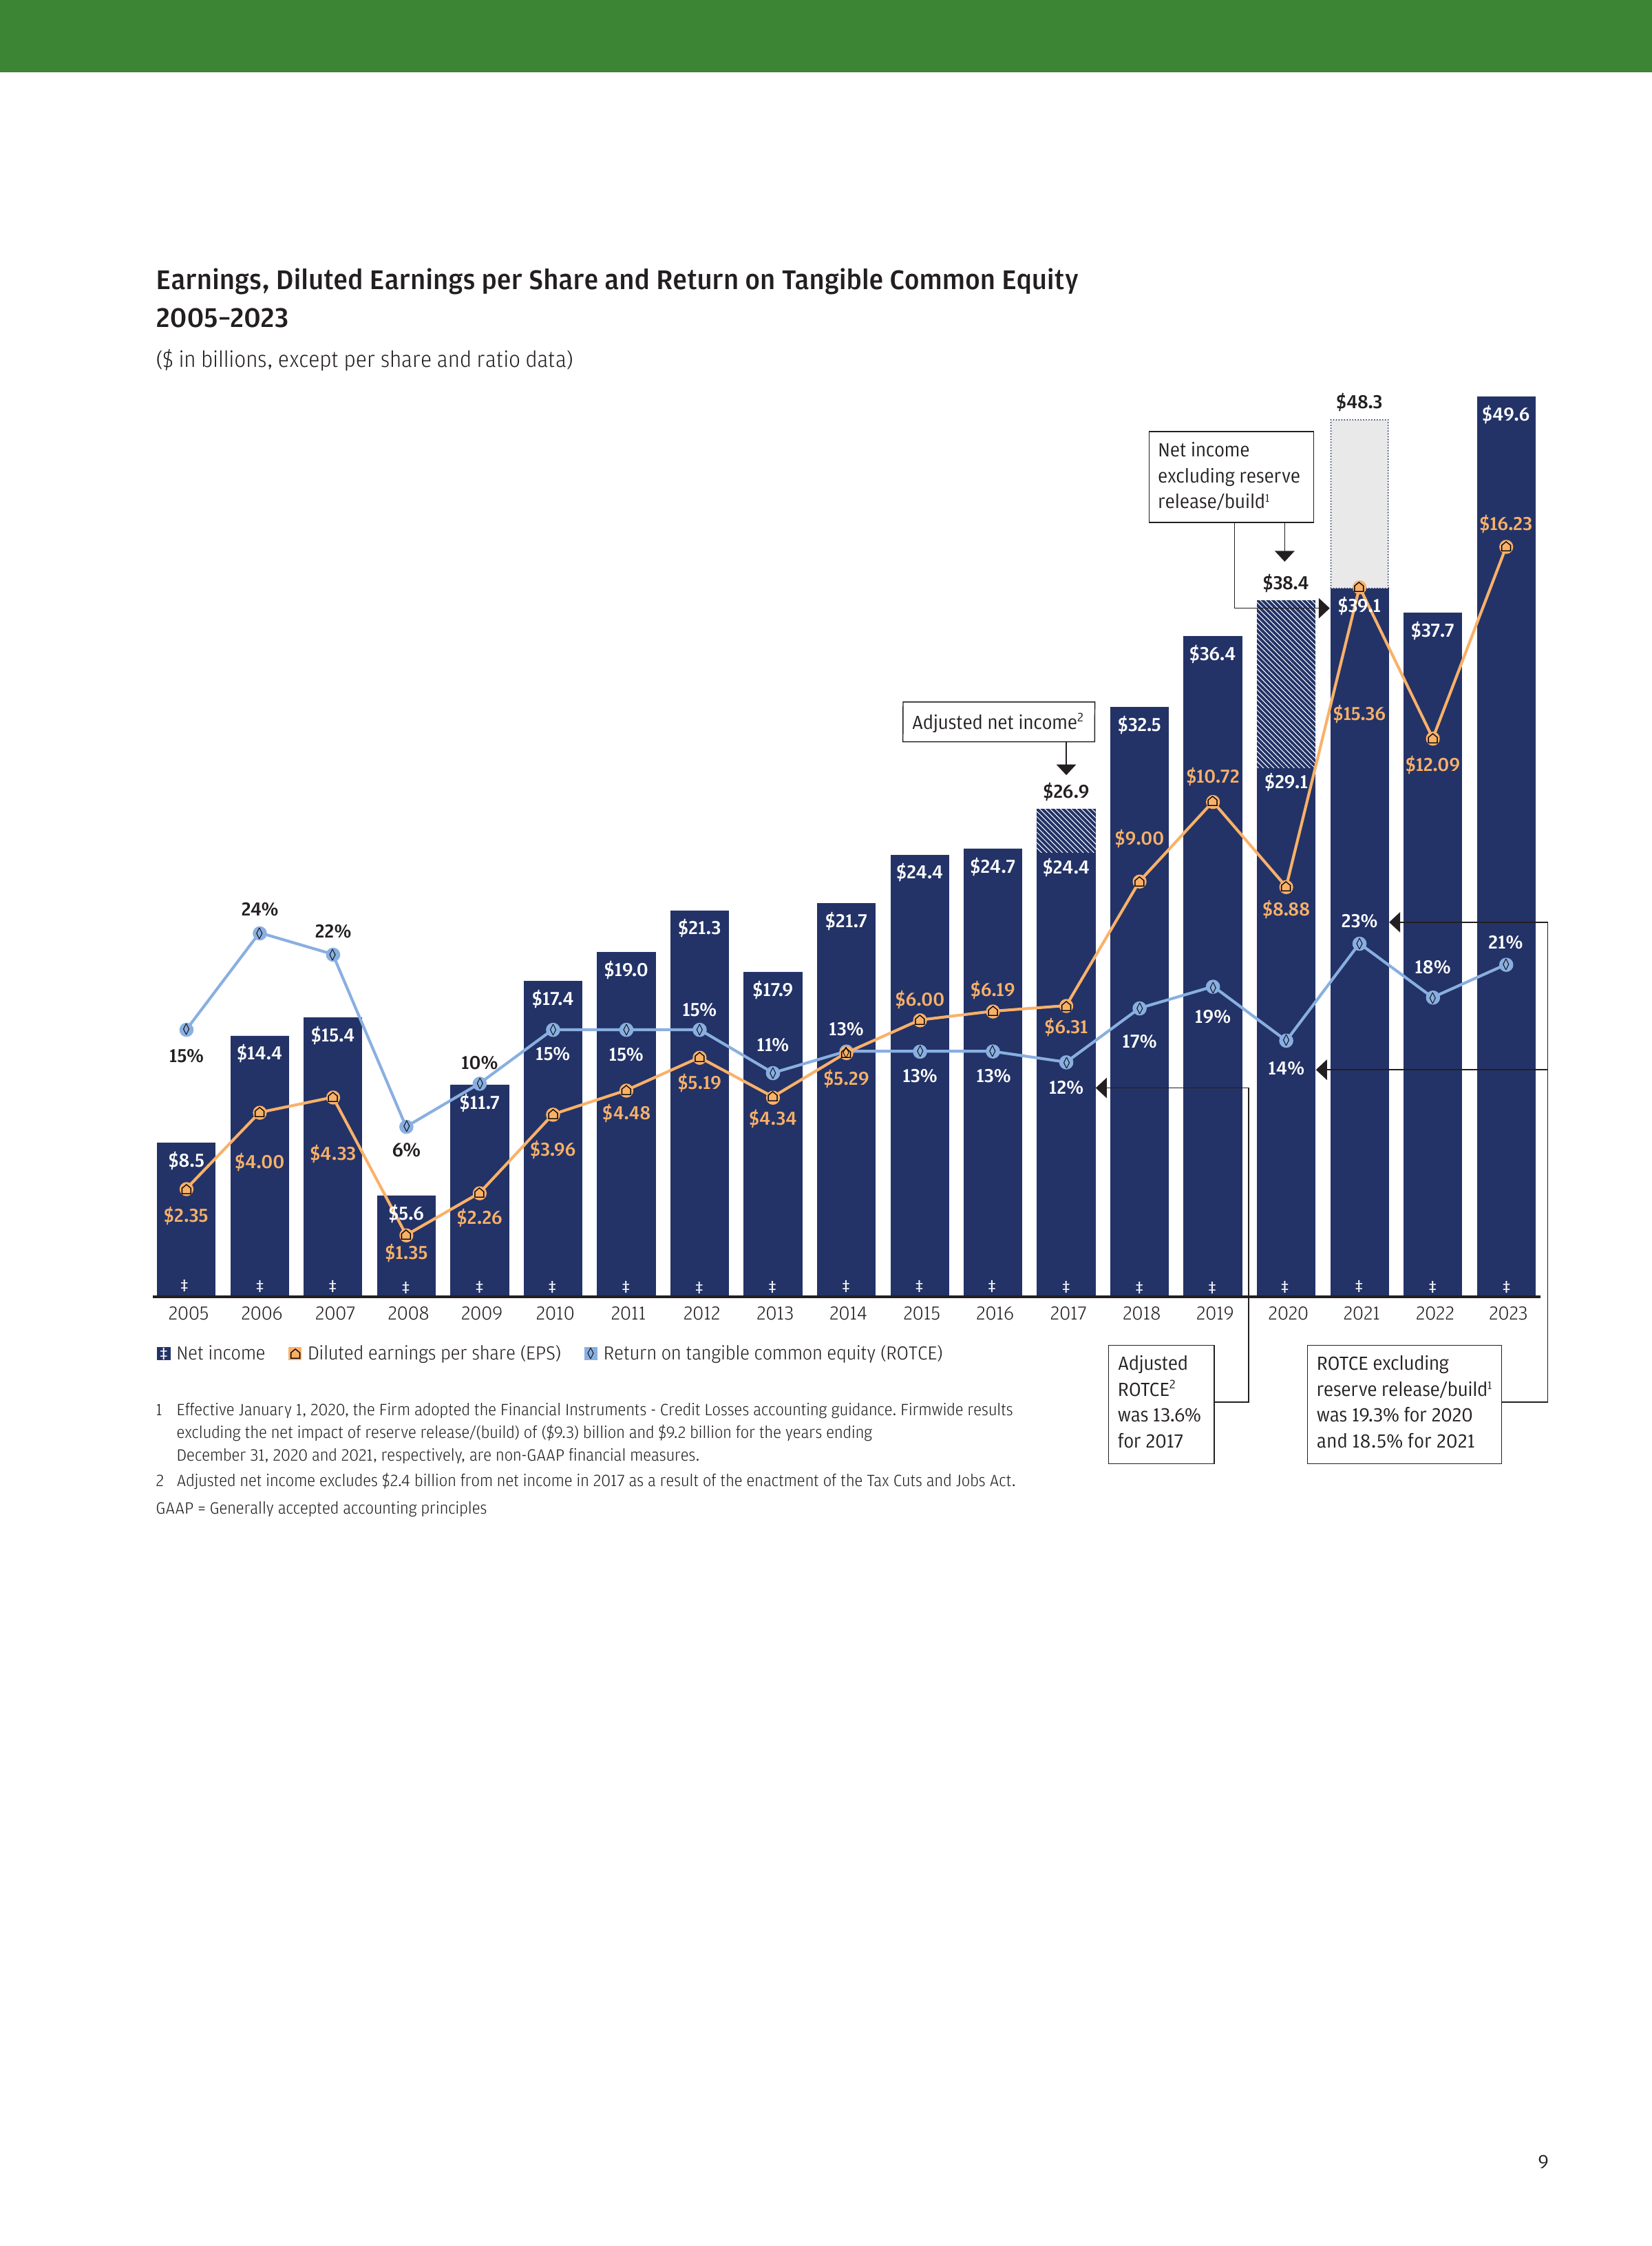 Earnings, Diluted Earnings per Share and Return on Tangible Common Equity
2005–2023
($ in billions, except per share and ratio data)
$48.3
$49.6
Net income
excluding reserve
release/build1
$16.23
$38.4
$39.1
$37.7
$36.4
Adjusted net income2
$32.5
$15.36
$12.09
$10.72
$29.1
$26.9
$9.00
$24.4
$24.7
$24.4
$8.88
24%
22%
$21.3
$21.7
23%
21%
$19.0
18%
$17.4
$17.9
$6.00
$6.19
15%
13%
$6.31
19%
$14.4
$15.4
11%
17%
15%
10%
15%
15%
$5.19
$5.29
13%
13%
12%
14%
$11.7
$4.48
$4.34
$8.5
$4.00
$4.33
6%
$3.96
$2.35
$5.6
$2.26
$1.35
‡ ‡ ‡ ‡ ‡ ‡ ‡ ‡ ‡ ‡ ‡ ‡ ‡ ‡ ‡ ‡ ‡ ‡ ‡
2005 2006 2007 2008 2009 2010 2011 2012 2013 2014 2015 2016 2017 2018 2019 2020 2021 2022 2023
‡ Net income Diluted earnings per share (EPS) Return on tangible common equity (ROTCE)
Adjusted
ROTCE2
was 13.6%
for 2017
ROTCE excluding
reserve release/build1
was 19.3% for 2020
and 18.5% for 2021
1 Effective January 1, 2020, the Firm adopted the Financial Instruments - Credit Losses accounting guidance. Firmwide results
excluding the net impact of reserve release/(build) of ($9.3) billion and $9.2 billion for the years ending
December 31, 2020 and 2021, respectively, are non-GAAP financial measures.
2 Adjusted net income excludes $2.4 billion from net income in 2017 as a result of the enactment of the Tax Cuts and Jobs Act.
GAAP = Generally accepted accounting principles
9